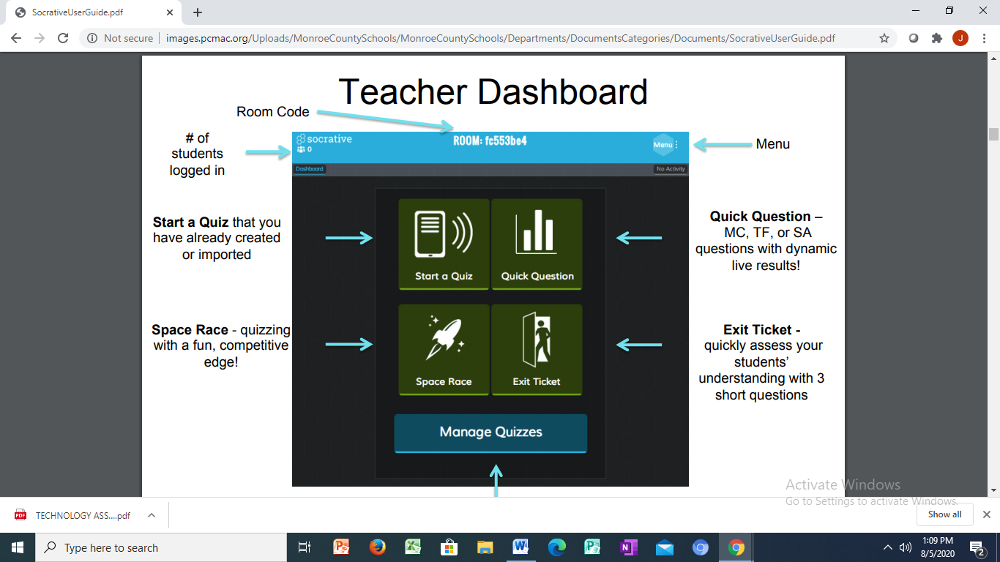 SocrativeUserGuide.pdf
Not secure
images.pcmac.org/Uploads/MonroeCountySchools/MonroeCountySchools/Departments/DocumentsCategories/Documents/SocrativeUserGuide.pdf
J
Teacher Dashboard
Room Code
# of
students
logged in
socrative
0
ROOM: fc553be4
Menu
Menu
Dashboard
No Activity
Start a Quiz that you
have already created
or imported
Start a Quiz
Quick Question
Quick Question –
MC, TF, or SA
questions with dynamic
live results!
Space Race - quizzing
with a fun, competitive
edge!
Space Race
Exit Ticket
Exit Ticket -
quickly assess your
students’
understanding with 3
short questions
Manage Quizzes
Activate Windows
Go to Settings to activate Windows.
PDF
TECHNOLOGY ASS....pdf
Show all
Type here to search
1:09 PM
8/5/2020
2